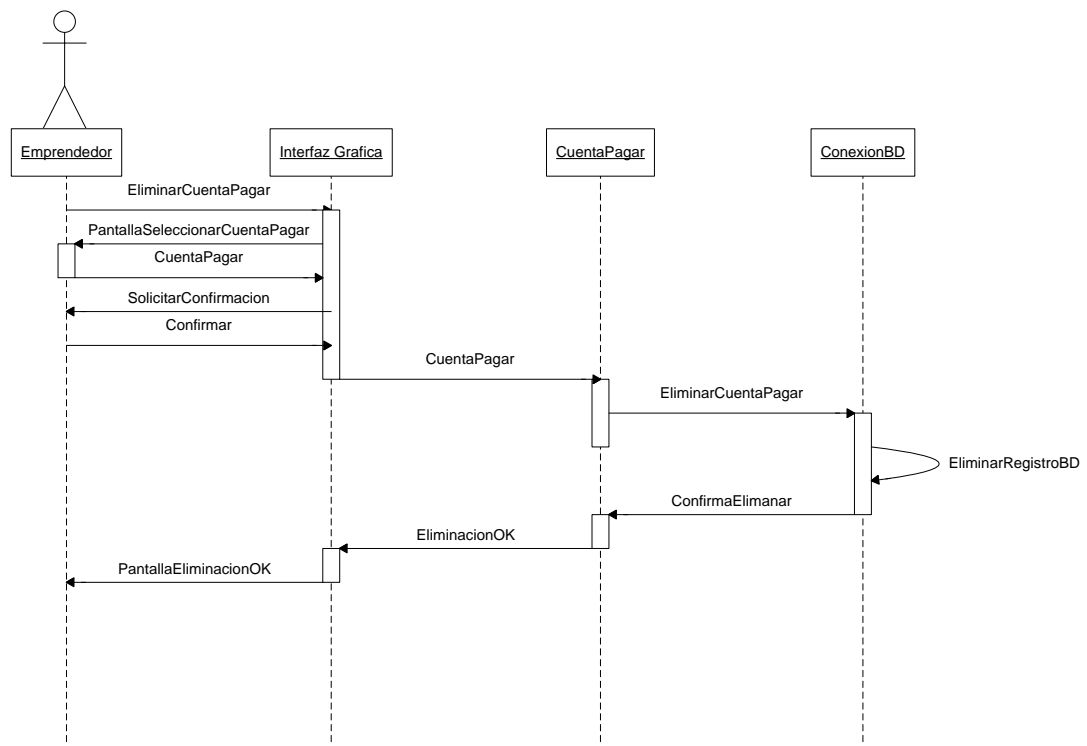 Emprendedor
Interfaz Grafica
CuentaPagar
ConexionBD
EliminarCuentaPagar
PantallaSeleccionarCuentaPagar
CuentaPagar
SolicitarConfirmacion
Confirmar
CuentaPagar
EliminarCuentaPagar
EliminarRegistroBD
ConfirmaElimanar
EliminacionOK
PantallaEliminacionOK